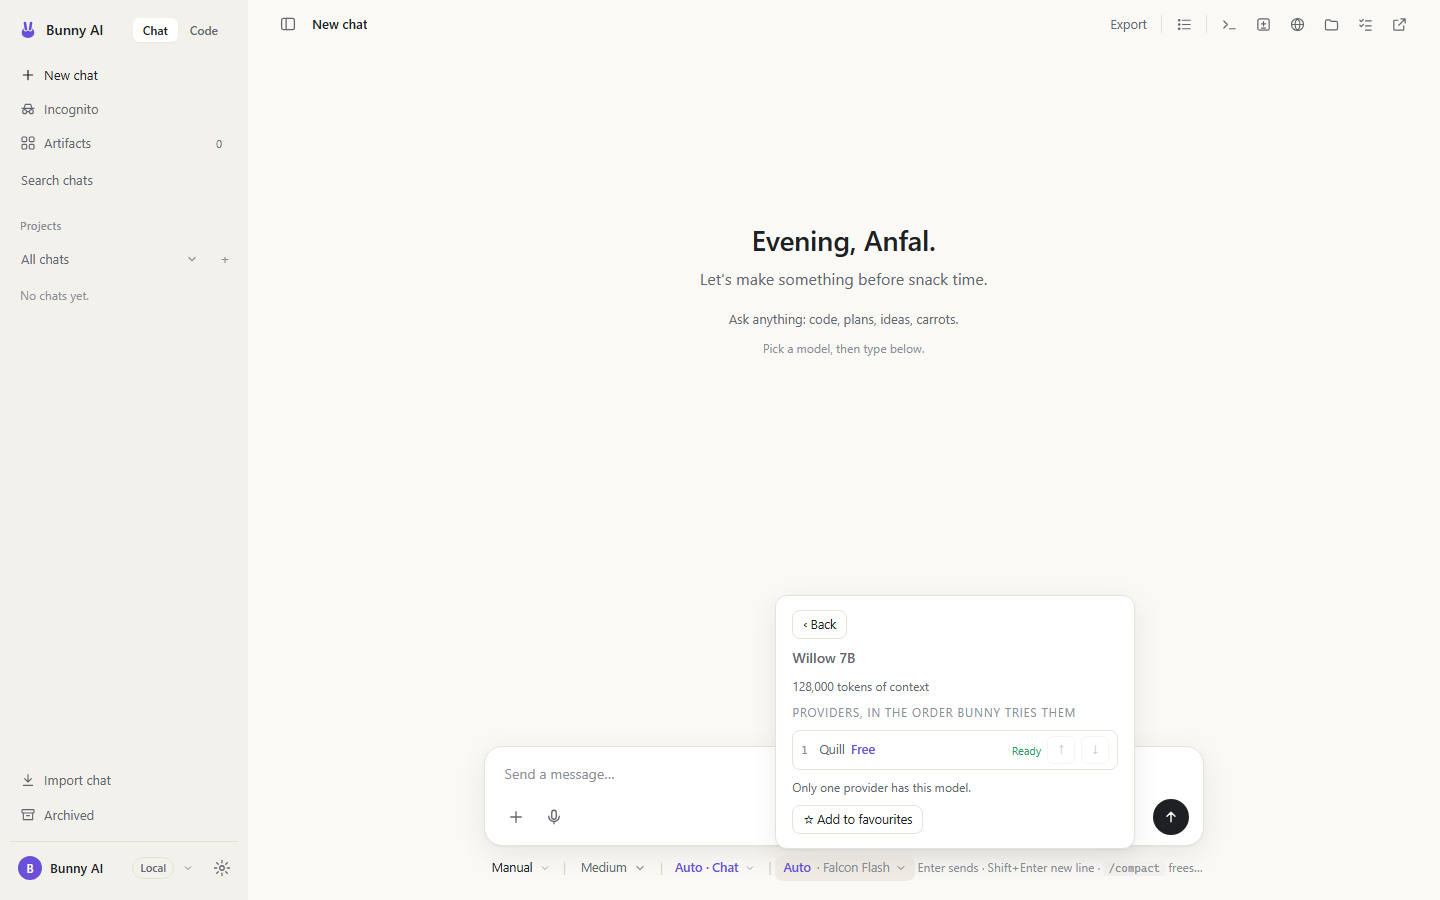 Bunny AI
Chat
Code
New chat
Export
New chat
Incognito
Artifacts
0
Search chats
Projects
All chats
+
No chats yet.
Evening, Anfal.
Let's make something before snack time.
Ask anything: code, plans, ideas, carrots.
Pick a model, then type below.
‹ Back
Willow 7B
128,000 tokens of context
PROVIDERS, IN THE ORDER BUNNY TRIES THEM
1 Quill Free Ready ↑ ↓
Only one provider has this model.
☆ Add to favourites
Send a message...
Import chat
Archived
B Bunny AI Local
Manual | Medium | Auto · Chat | Auto · Falcon Flash Enter sends · Shift+Enter new line · /compact frees...